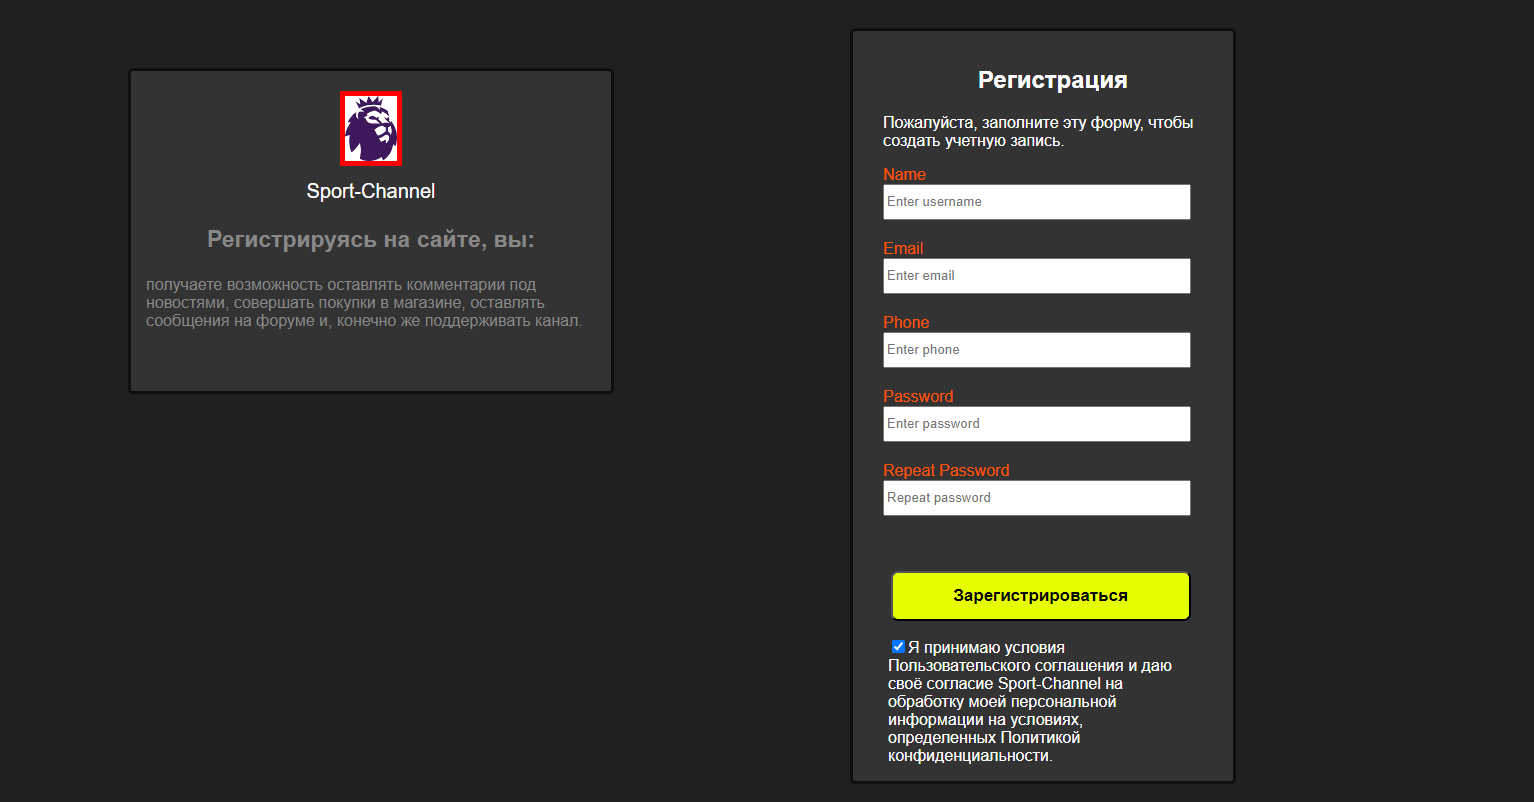 Sport-Channel
Регистрируясь на сайте, вы:
получаете возможность оставлять комментарии под
новостями, совершать покупки в магазине, оставлять
сообщения на форуме и, конечно же поддерживать канал.
Регистрация
Пожалуйста, заполните эту форму, чтобы
создать учетную запись.
Name
Enter username
Email
Enter email
Phone
Enter phone
Password
Enter password
Repeat Password
Repeat password
Зарегистрироваться
Я принимаю условия
Пользовательского соглашения и даю
своё согласие Sport-Channel на
обработку моей персональной
информации на условиях,
определенных Политикой
конфиденциальности.